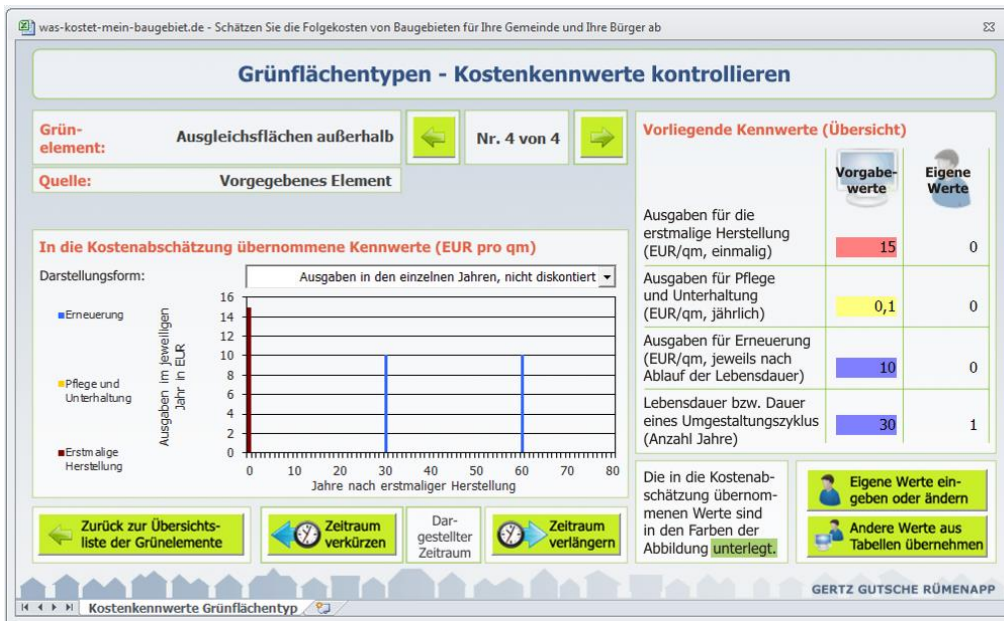 was-kostet-mein-baugebiet.de - Schätzen Sie die Folgekosten von Baugebieten für Ihre Gemeinde und Ihre Bürger ab
Grünflächentypen - Kostenkennwerte kontrollieren
Grün-
element:
Ausgleichsflächen außerhalb
Nr. 4 von 4
Quelle:
Vorgegebenes Element
In die Kostenabschätzung übernommene Kennwerte (EUR pro qm)
Darstellungsform:
Ausgaben in den einzelnen Jahren, nicht diskontiert
Erneuerung
Pflege und
Unterhaltung
Erstmalige
Herstellung
Ausgaben im jeweiligen
Jahr in EUR
16
14
12
10
8
6
4
2
0
0 10 20 30 40 50 60 70 80
Jahre nach erstmaliger Herstellung
Zurück zur Übersichts-
liste der Grünelemente
Zeitraum
verkürzen
Dar-
gestellter
Zeitraum
Zeitraum
verlängern
Vorliegende Kennwerte (Übersicht)
Vorgabe-
werte
Eigene
Werte
Ausgaben für die
erstmalige Herstellung
(EUR/qm, einmalig) 15 0
Ausgaben für Pflege
und Unterhaltung
(EUR/qm, jährlich) 0,1 0
Ausgaben für Erneuerung
(EUR/qm, jeweils nach
Ablauf der Lebensdauer) 10 0
Lebensdauer bzw. Dauer
eines Umgestaltungszyklus
(Anzahl Jahre) 30 1
Die in die Kostenab-
schätzung übernom-
menen Werte sind
in den Farben der
Abbildung unterlegt.
Eigene Werte ein-
geben oder ändern
Andere Werte aus
Tabellen übernehmen
GERTZ GUTSCHE RÜMENAPP
Kostenkennwerte Grünflächentyp